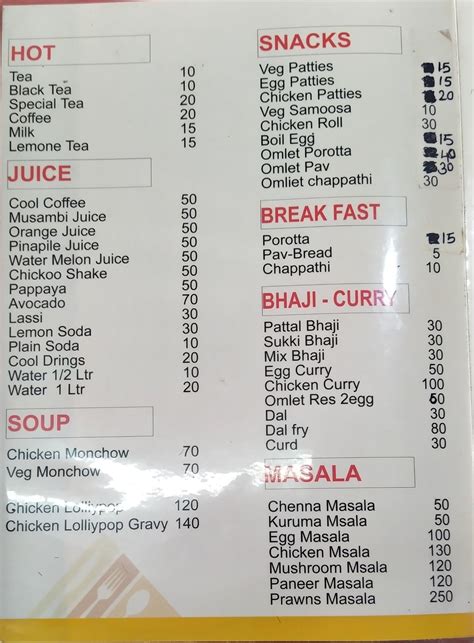 HOT
Tea 10
Black Tea 10
Special Tea 20
Coffee 20
Milk 15
Lemone Tea 15
JUICE
Cool Coffee 50
Musambi Juice 50
Orange Juice 50
Pinapile Juice 50
Water Melon Juice 50
Chickoo Shake 50
Pappaya 50
Avocado 70
Lassi 30
Lemon Soda 30
Plain Soda 10
Cool Drings 20
Water 1/2 Ltr 10
Water 1 Ltr 20
SOUP
Chicken Monchow 70
Veg Monchow 70
Chicken Lolliypop 120
Chicken Lolliypop Gravy 140
SNACKS
Veg Patties 15
Egg Patties 15
Chicken Patties 20
Veg Samoosa 10
Chicken Roll 30
Boil Egg 15
Omlet Porotta 40
Omlet Pav 30
Omliet chappathi 30
BREAK FAST
Porotta 15
Pav-Bread 5
Chappathi 10
BHAJI - CURRY
Pattal Bhaji 30
Sukki Bhaji 30
Mix Bhaji 30
Egg Curry 50
Chicken Curry 100
Omlet Res 2egg 60
Dal 30
Dal fry 80
Curd 30
MASALA
Chenna Masala 50
Kuruma Msala 50
Egg Masala 100
Chicken Msala 130
Mushroom Msala 120
Paneer Masala 120
Prawns Masala 250